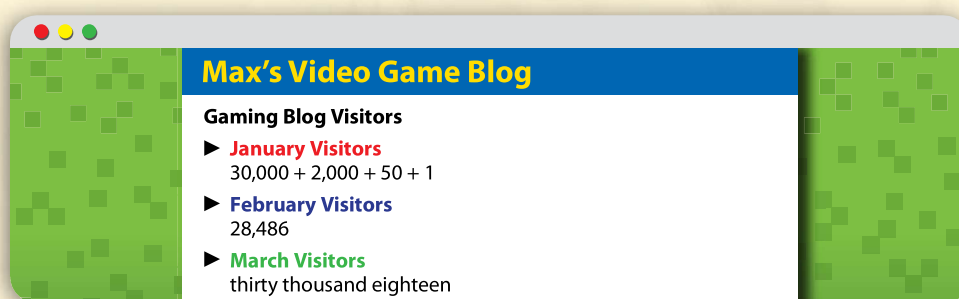 Max's Video Game Blog
Gaming Blog Visitors
► January Visitors
30,000 + 2,000 + 50 + 1
► February Visitors
28,486
► March Visitors
thirty thousand eighteen